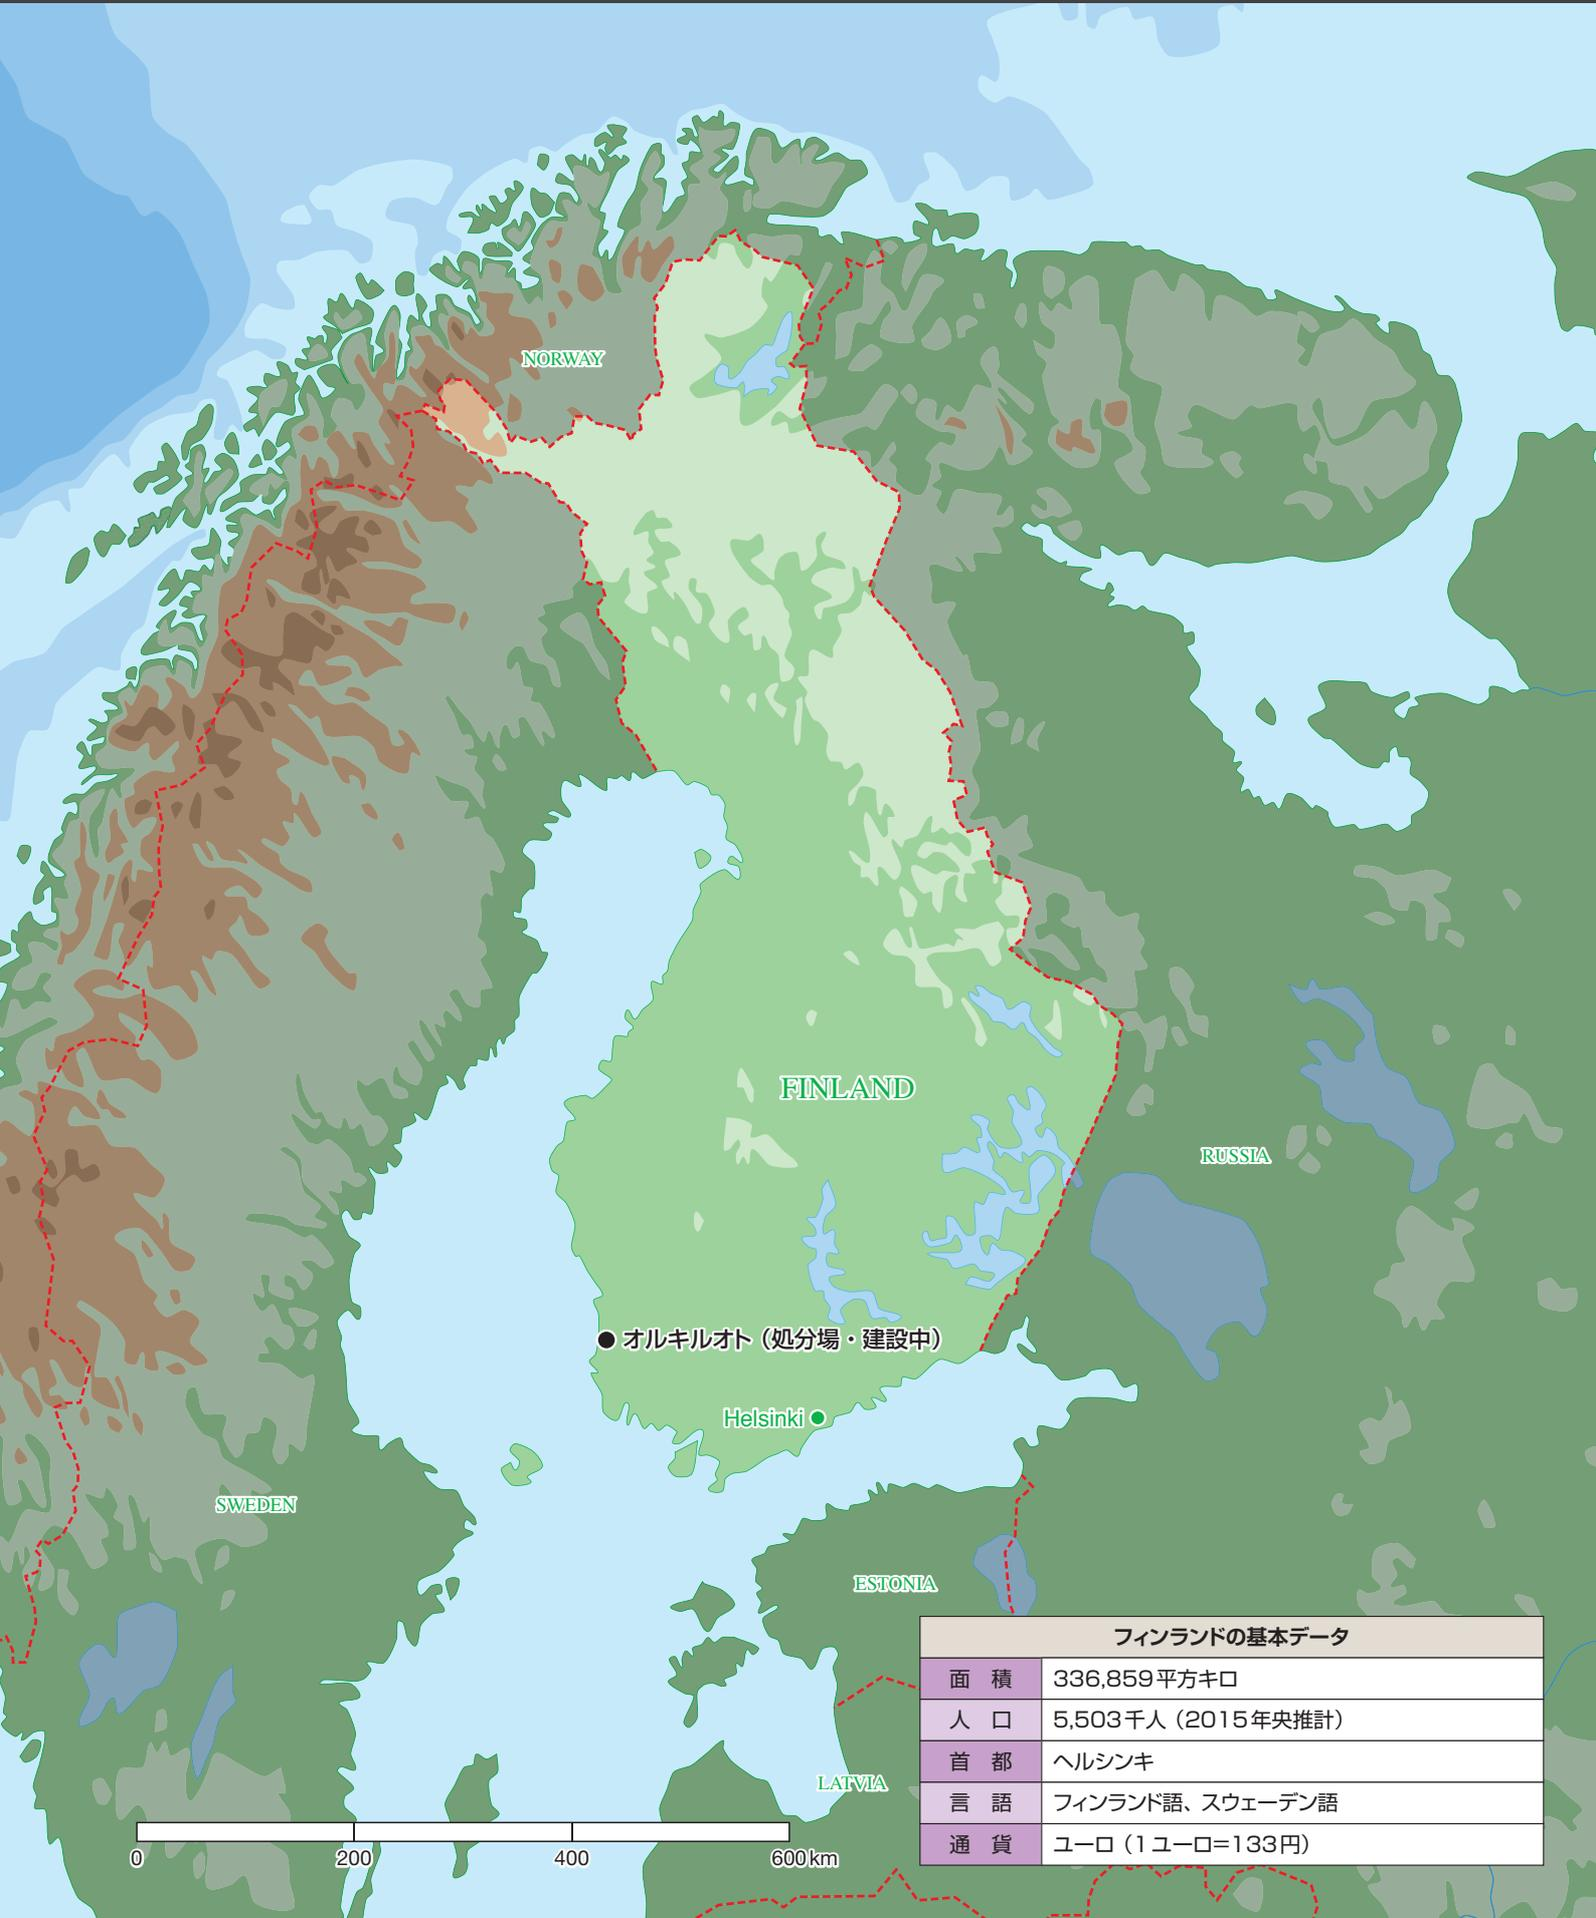 NORWAY
FINLAND
RUSSIA
オルキルオト（処分場・建設中）
Helsinki
SWEDEN
ESTONIA
LATVIA
フィンランドの基本データ
面　積 336,859平方キロ
人　口 5,503千人（2015年央推計）
首　都 ヘルシンキ
言　語 フィンランド語、スウェーデン語
通　貨 ユーロ（1ユーロ＝133円）
0 200 400 600km